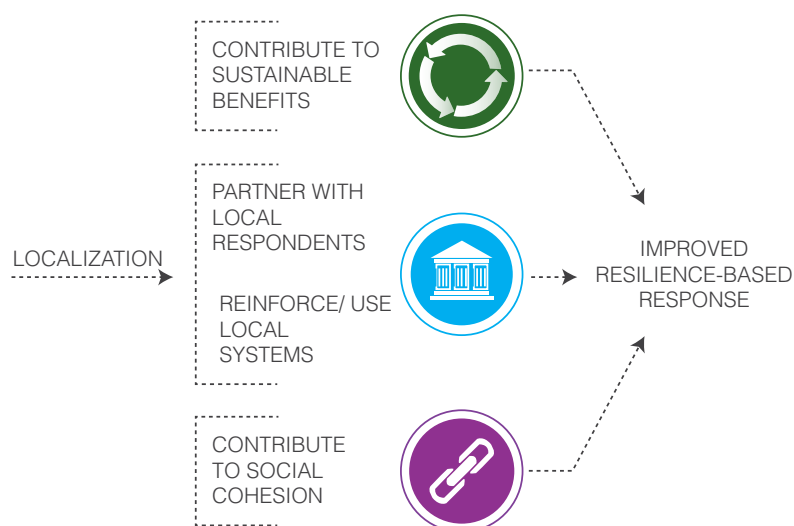 CONTRIBUTE TO
SUSTAINABLE
BENEFITS
LOCALIZATION
PARTNER WITH
LOCAL
RESPONDENTS
REINFORCE/ USE
LOCAL
SYSTEMS
CONTRIBUTE
TO SOCIAL
COHESION
IMPROVED
RESILIENCE-BASED
RESPONSE